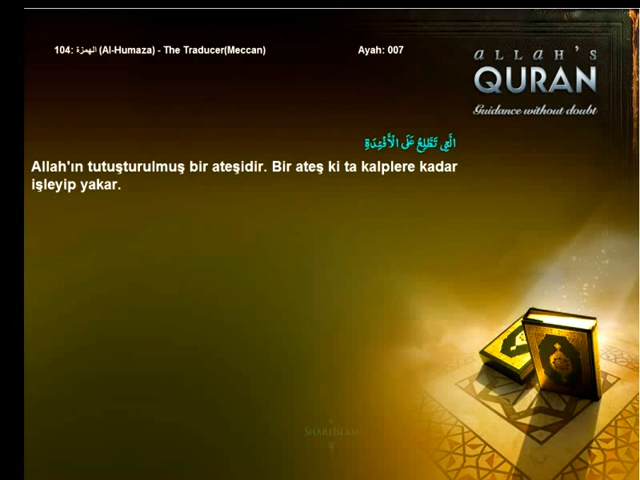 104: الهمزة (Al-Humaza) - The Traducer(Meccan) Ayah: 007
ALLAH'S
QURAN
Guidance without doubt
الَّتِي تَطَّلِعُ عَلَى الْأَفْئِدَةِ
Allah'ın tutuşturulmuş bir ateşidir. Bir ateş ki ta kalplere kadar
işleyip yakar.
SHAREISLAM